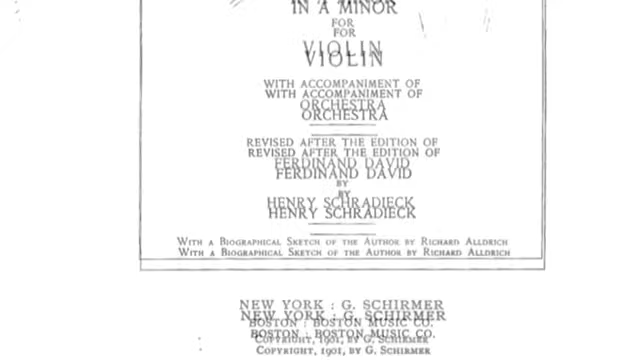 IN A MINOR
FOR
VIOLIN
WITH ACCOMPANIMENT OF
ORCHESTRA
REVISED AFTER THE EDITION OF
FERDINAND DAVID
BY
HENRY SCHRADIECK
WITH A BIOGRAPHICAL SKETCH OF THE AUTHOR BY RICHARD ALLDRICH
NEW YORK : G. SCHIRMER
BOSTON : BOSTON MUSIC CO.
COPYRIGHT, 1901, BY G. SCHIRMER